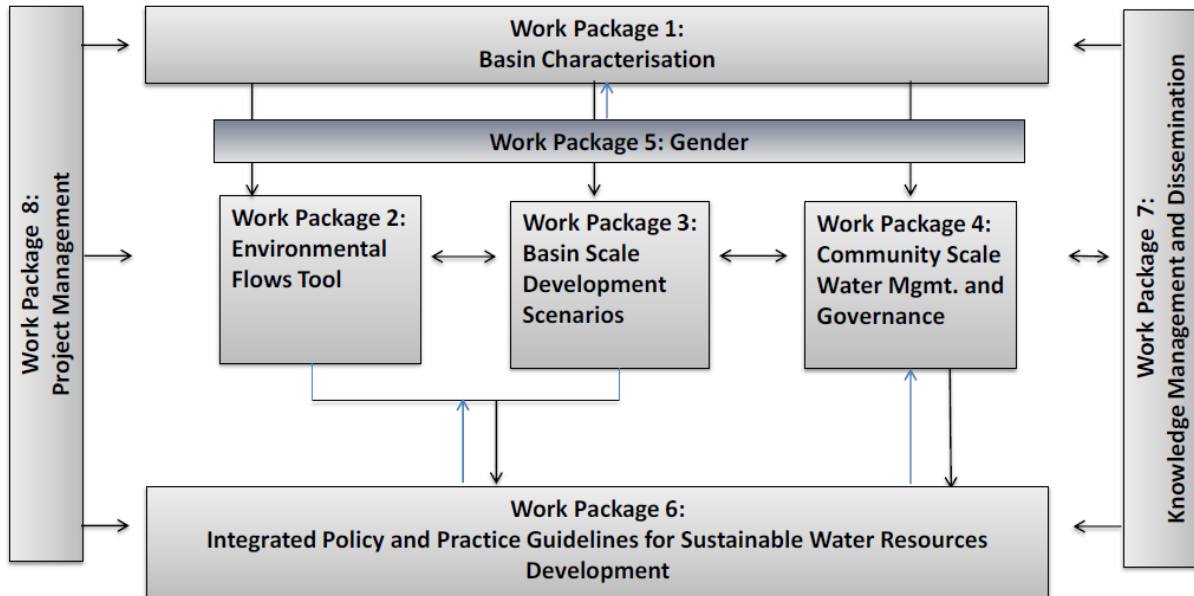 Work Package 8:
Project Management
Work Package 1:
Basin Characterisation
Work Package 5: Gender
Work Package 2:
Environmental
Flows Tool
Work Package 3:
Basin Scale
Development
Scenarios
Work Package 4:
Community Scale
Water Mgmt. and
Governance
Work Package 6:
Integrated Policy and Practice Guidelines for Sustainable Water Resources
Development
Work Package 7:
Knowledge Management and Dissemination